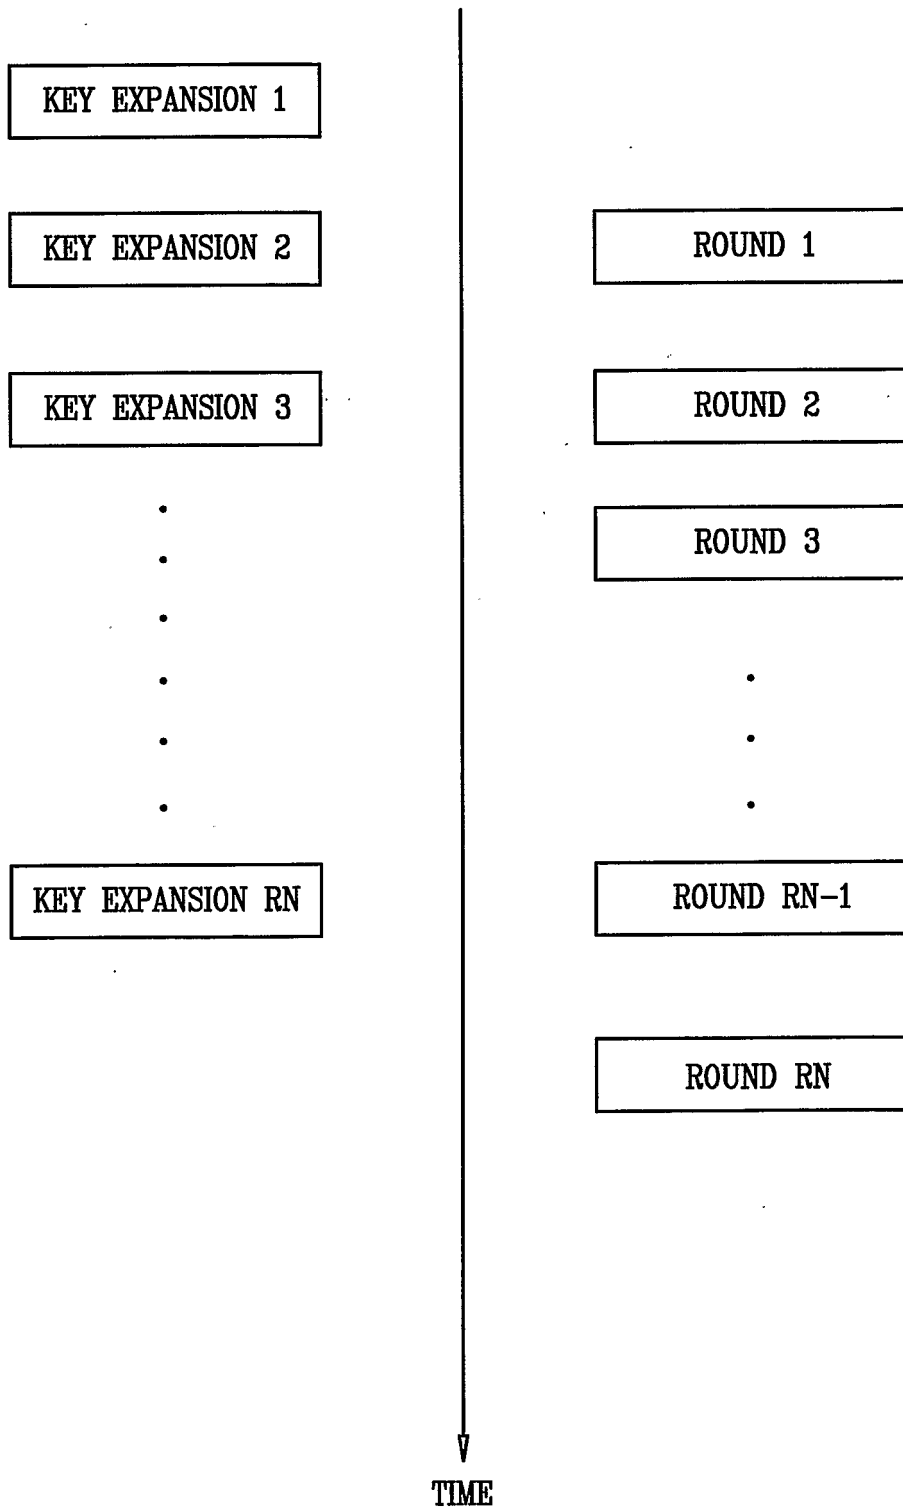 KEY EXPANSION 1
KEY EXPANSION 2
ROUND 1
KEY EXPANSION 3
ROUND 2
ROUND 3
KEY EXPANSION RN
ROUND RN-1
ROUND RN
TIME